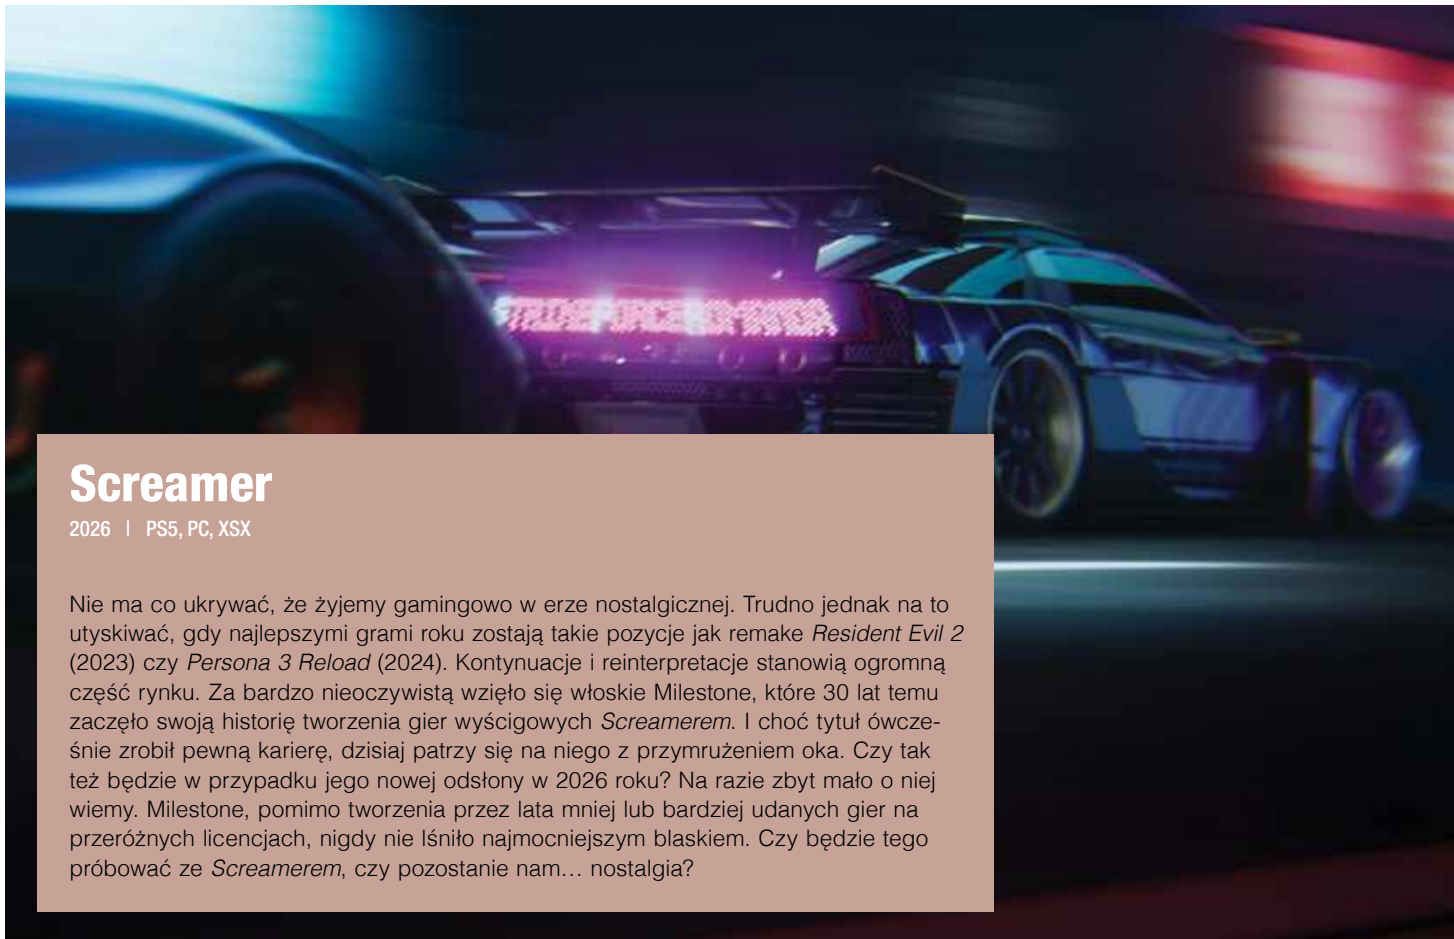 Screamer
2026 | PS5, PC, XSX
Nie ma co ukrywać, że żyjemy gamingowo w erze nostalgicznej. Trudno jednak na to
utyskiwać, gdy najlepszymi grami roku zostają takie pozycje jak remake Resident Evil 2
(2023) czy Persona 3 Reload (2024). Kontynuacje i reinterpretacje stanowią ogromną
część rynku. Za bardzo nieoczywistą wzięło się włoskie Milestone, które 30 lat temu
zaczęło swoją historię tworzenia gier wyścigowych Screamerem. I choć tytuł ówcze-
śnie zrobił pewną karierę, dzisiaj patrzy się na niego z przymrużeniem oka. Czy tak
też będzie w przypadku jego nowej odsłony w 2026 roku? Na razie zbyt mało o niej
wiemy. Milestone, pomimo tworzenia przez lata mniej lub bardziej udanych gier na
przeróżnych licencjach, nigdy nie lśniło najmocniejszym blaskiem. Czy będzie tego
próbować ze Screamerem, czy pozostanie nam… nostalgia?